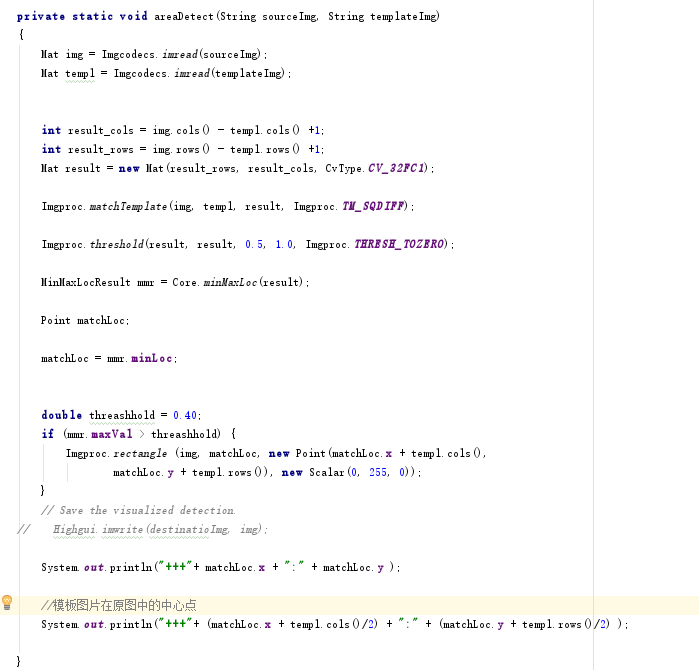 private static void areaDetect(String sourceImg, String templateImg)
{
Mat img = Imgcodecs.imread(sourceImg);
Mat templ = Imgcodecs.imread(templateImg);
int result_cols = img.cols() - templ.cols() +1;
int result_rows = img.rows() - templ.rows() +1;
Mat result = new Mat(result_rows, result_cols, CvType.CV_32FC1);
Imgproc.matchTemplate(img, templ, result, Imgproc.TM_SQDIFF);
Imgproc.threshold(result, result, 0.5, 1.0, Imgproc.THRESH_TOZERO);
MinMaxLocResult mmr = Core.minMaxLoc(result);
Point matchLoc;
matchLoc = mmr.minLoc;
double threashhold = 0.40;
if (mmr.maxVal > threashhold) {
Imgproc.rectangle (img, matchLoc, new Point(matchLoc.x + templ.cols(),
matchLoc.y + templ.rows()), new Scalar(0, 255, 0));
}
// Save the visualized detection.
// Highgui.imwrite(destinatioImg, img);
System.out.println("+++"+ matchLoc.x + ":" + matchLoc.y );
//模板图片在原图中的中心点
System.out.println("+++"+ (matchLoc.x + templ.cols()/2) + ":" + (matchLoc.y + templ.rows()/2) );
}